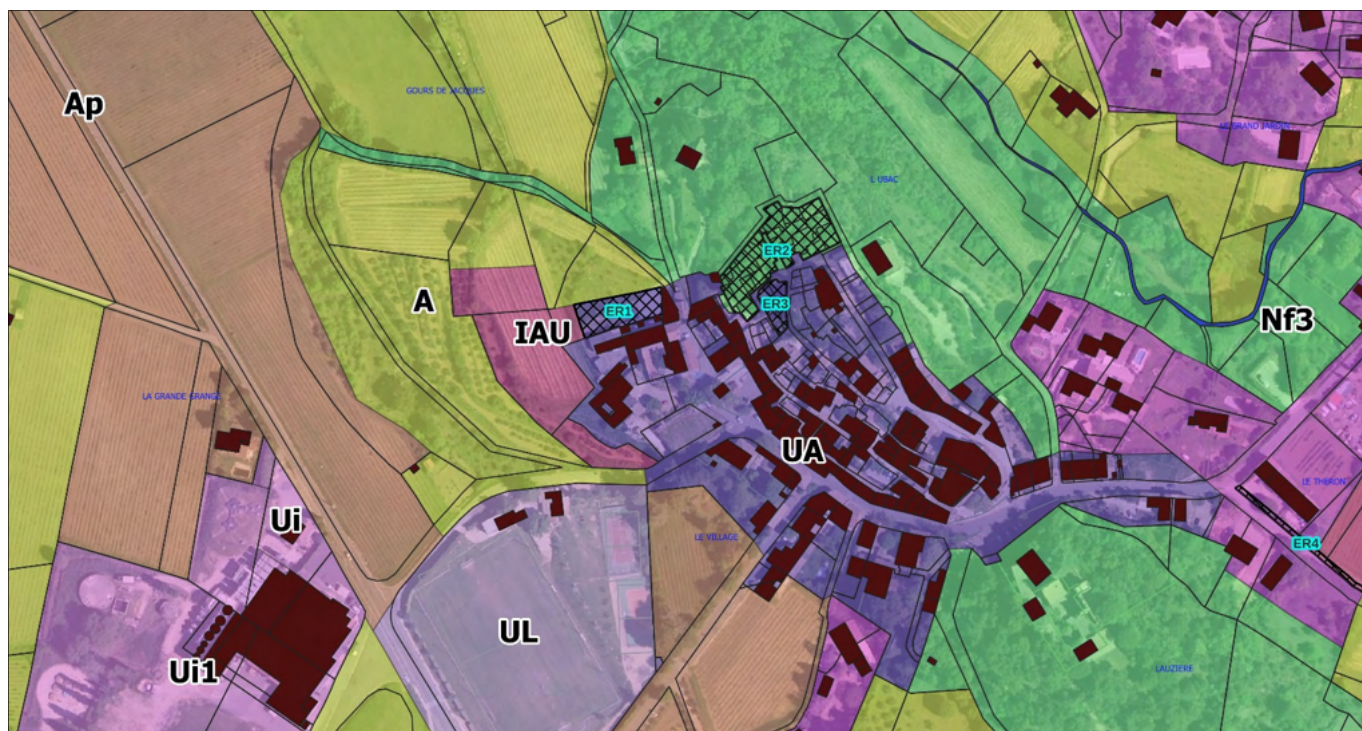 GOURS DE JACQUES
Ap
LE GRAND JARDIN
L UBAC
ER2
A
ER1
ER3
IAU
Nf3
LA GRANDE GRANGE
UA
LE THERON
Ui
LE VILLAGE
ER4
UL
Ui1
LAUZIERE